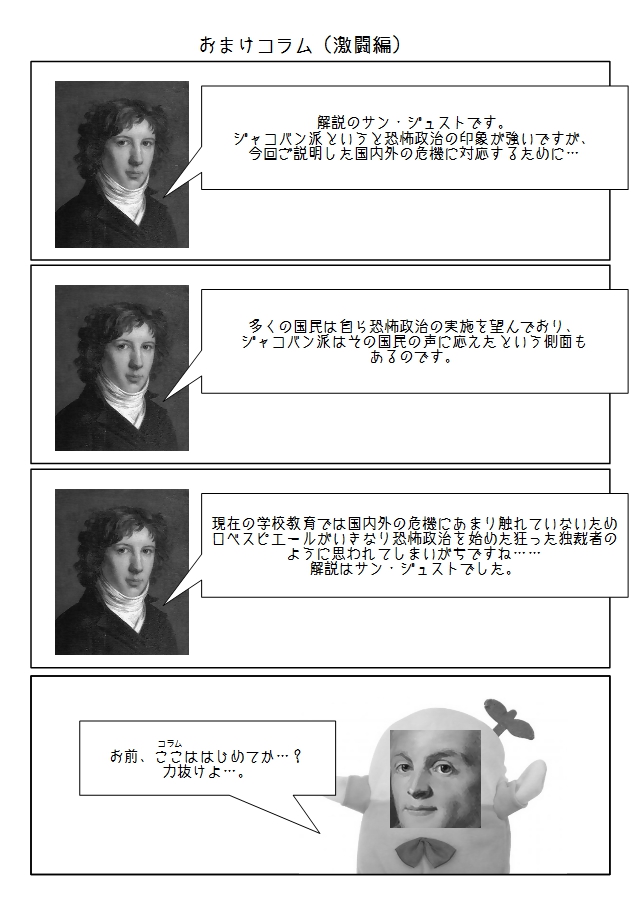 おまけコラム（激闘編）
解説のサン・ジュストです。
ジャコバン派というと恐怖政治の印象が強いですが、
今回ご説明した国内外の危機に対応するために…
多くの国民は自ら恐怖政治の実施を望んでおり、
ジャコバン派はその国民の声に応えたという側面も
あるのです。
現在の学校教育では国内外の危機にあまり触れていないため
ロベスピエールがいきなり恐怖政治を始めた狂った独裁者の
ように思われてしまいがちですね……
解説はサン・ジュストでした。
コラム
お前、ここははじめてか…？
力抜けよ…。